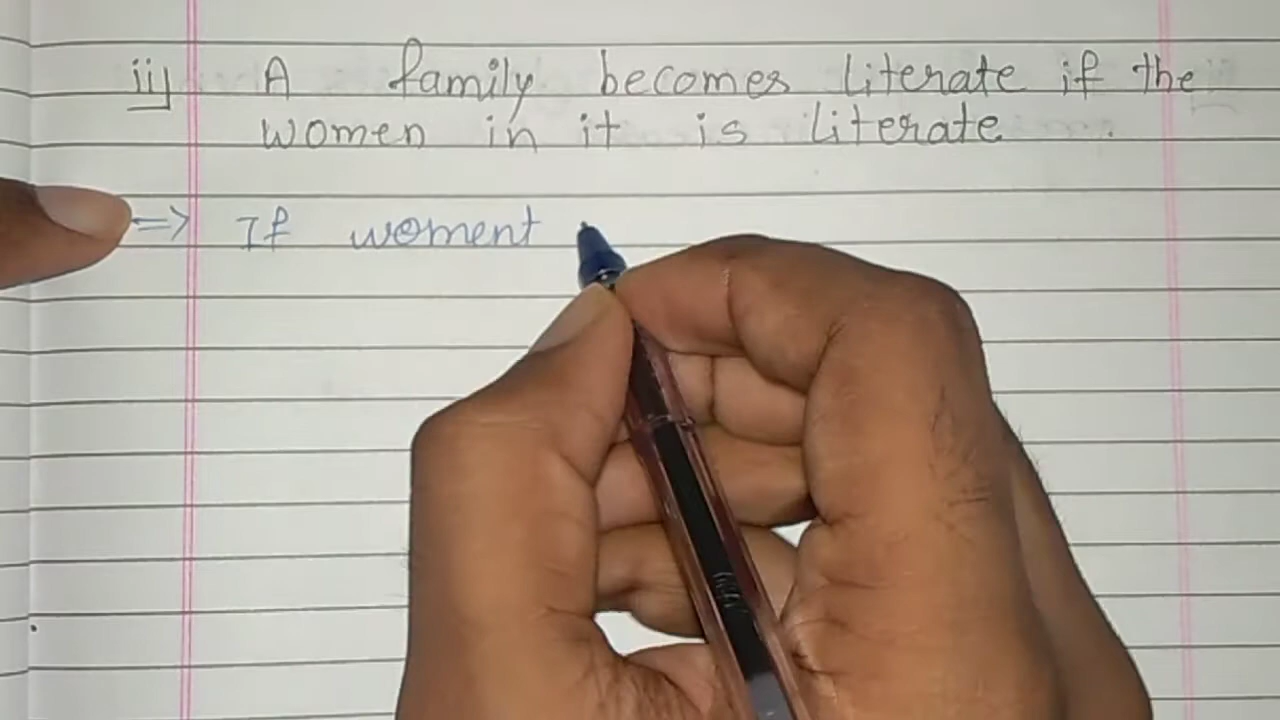 ii) A family becomes literate if the
women in it is literate.
=> If woment